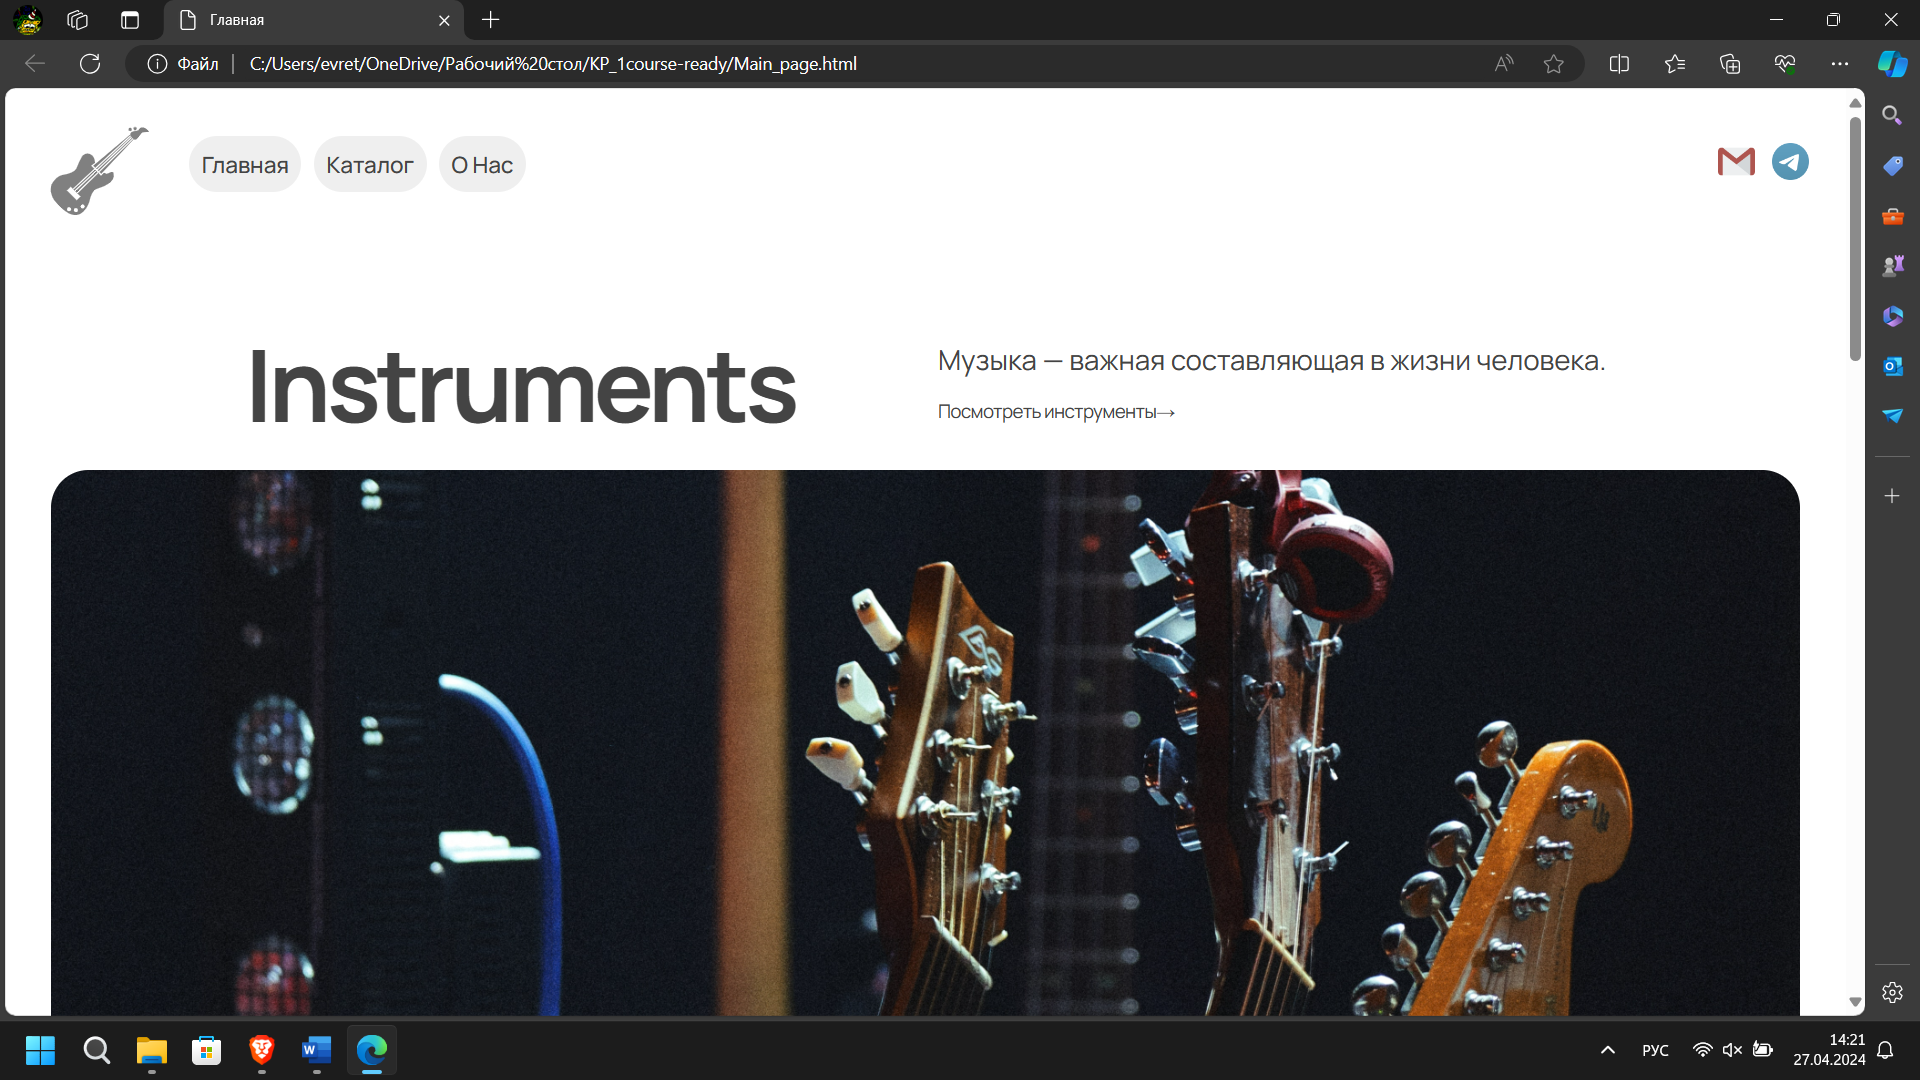 Главная
Файл
C:/Users/evret/OneDrive/Рабочий%20стол/KP_1course-ready/Main_page.html
Главная Каталог О Нас
Instruments
Музыка — важная составляющая в жизни человека.
Посмотреть инструменты→
РУС
14:21
27.04.2024